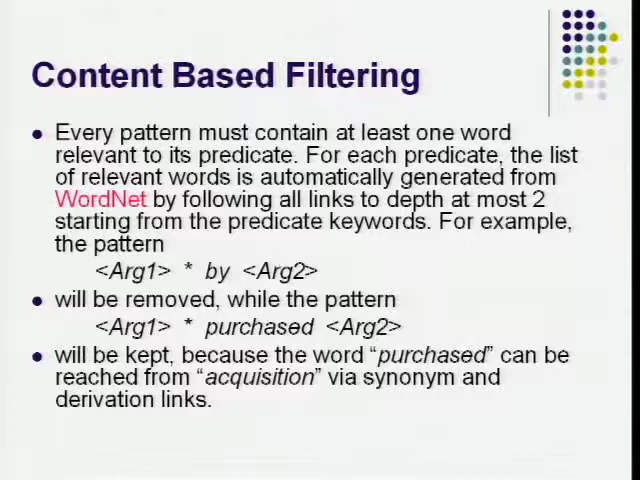 Content Based Filtering
Every pattern must contain at least one word
relevant to its predicate. For each predicate, the list
of relevant words is automatically generated from
WordNet by following all links to depth at most 2
starting from the predicate keywords. For example,
the pattern
<Arg1> * by <Arg2>
will be removed, while the pattern
<Arg1> * purchased <Arg2>
will be kept, because the word “purchased” can be
reached from “acquisition” via synonym and
derivation links.